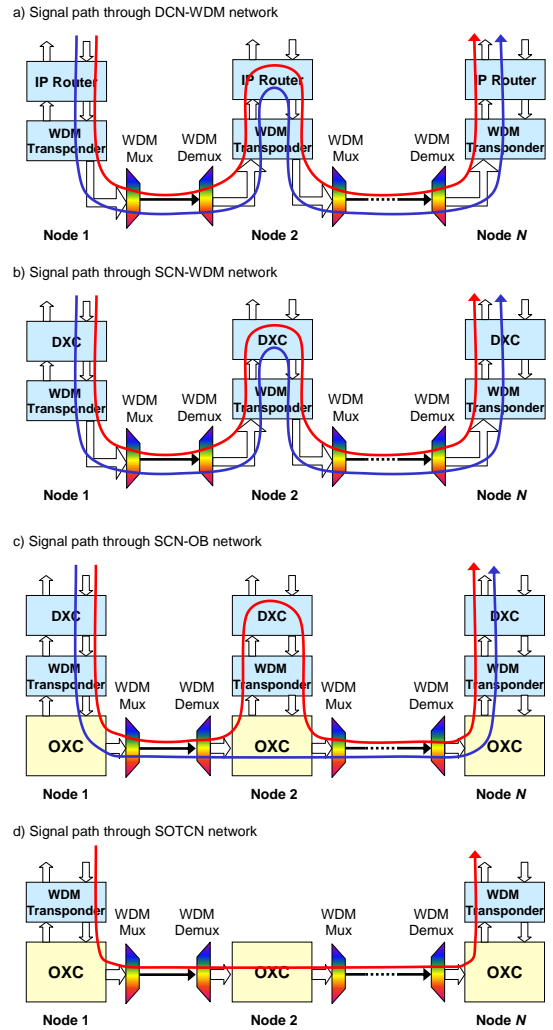 a) Signal path through DCN-WDM network
IP Router
IP Router
IP Router
WDM
Transponder
WDM
Mux
WDM
Demux
WDM
Transponder
WDM
Mux
WDM
Demux
WDM
Transponder
Node 1
Node 2
Node N
b) Signal path through SCN-WDM network
DXC
DXC
DXC
WDM
Transponder
WDM
Mux
WDM
Demux
WDM
Transponder
WDM
Mux
WDM
Demux
WDM
Transponder
Node 1
Node 2
Node N
c) Signal path through SCN-OB network
DXC
DXC
DXC
WDM
Transponder
WDM
Mux
WDM
Demux
WDM
Transponder
WDM
Mux
WDM
Demux
WDM
Transponder
OXC
OXC
OXC
Node 1
Node 2
Node N
d) Signal path through SOTCN network
WDM
Transponder
WDM
Mux
WDM
Demux
WDM
Mux
WDM
Demux
WDM
Transponder
OXC
OXC
OXC
Node 1
Node 2
Node N